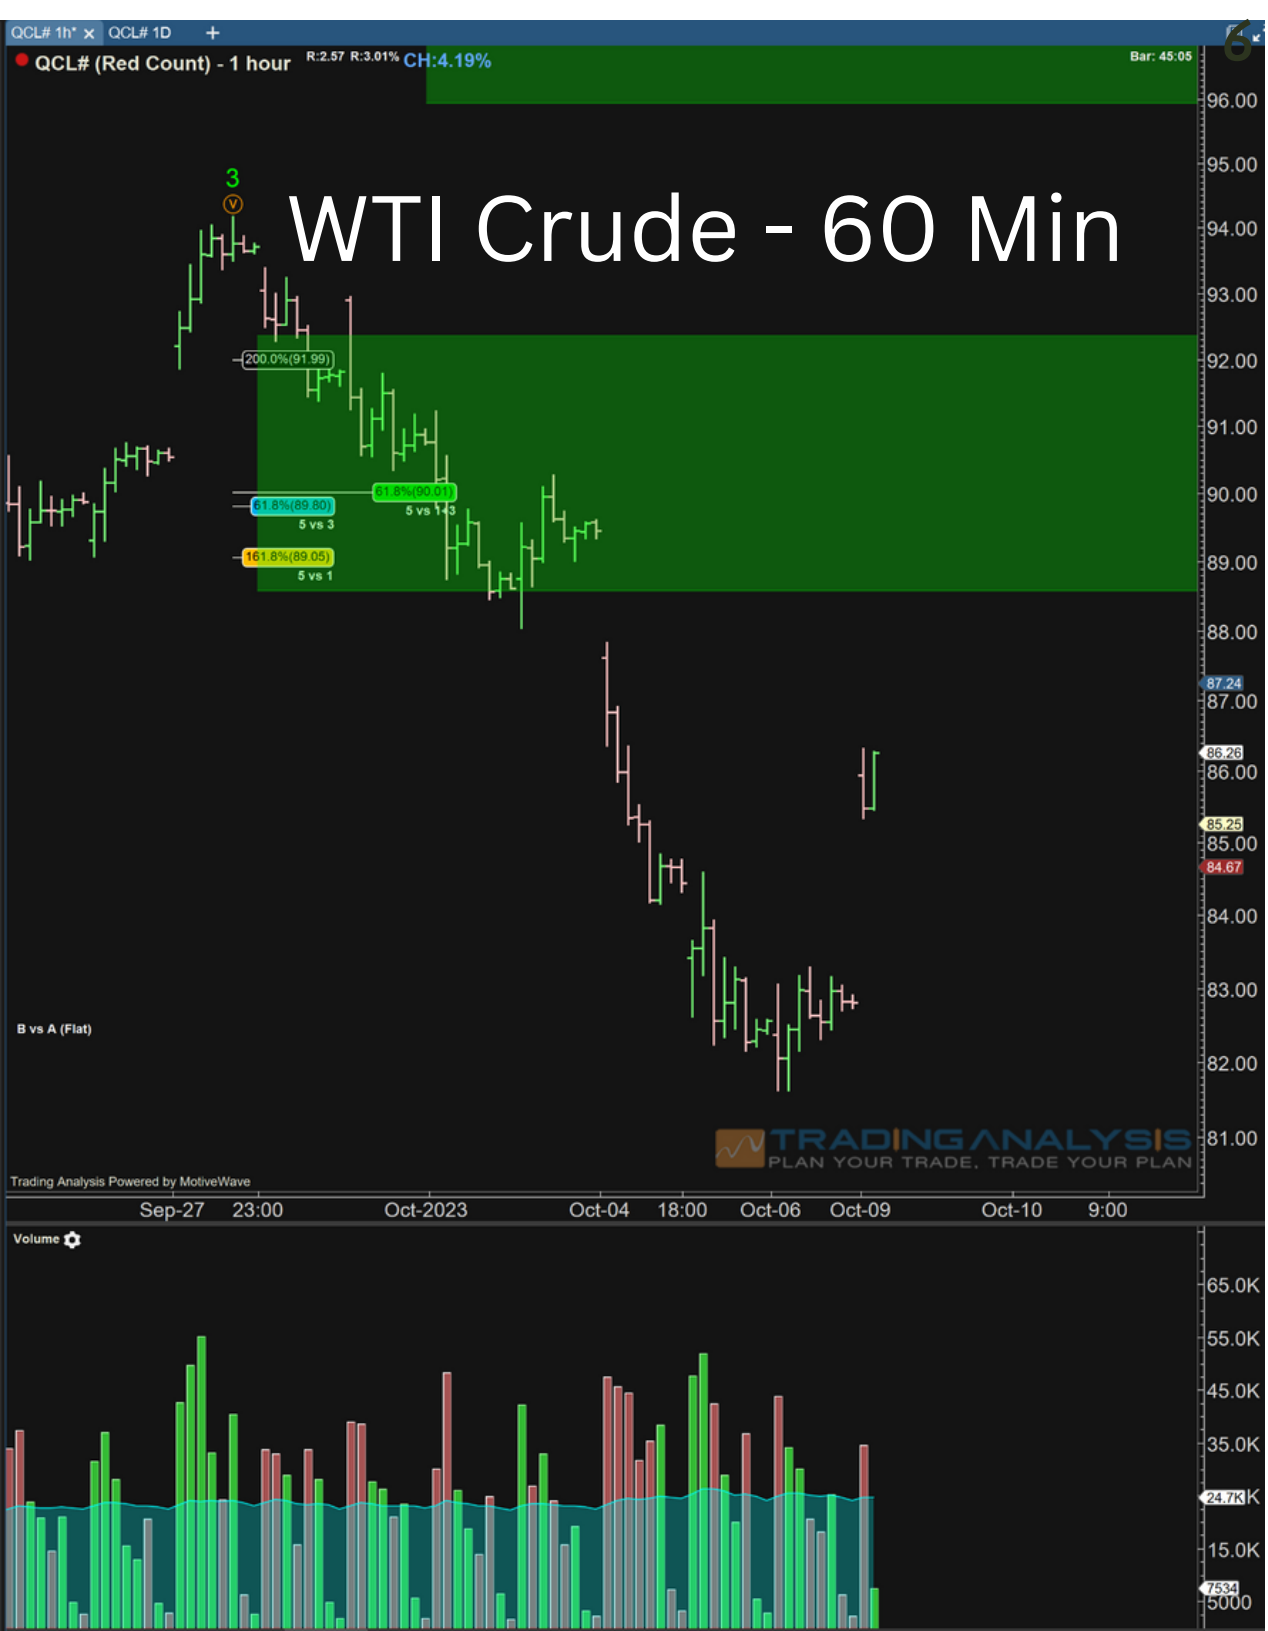 6
QCL# 1h* x QCL# 1D +
QCL# (Red Count) - 1 hour R:2.57 R:3.01% CH:4.19% Bar: 45:05
96.00
95.00
3
V
WTI Crude - 60 Min
94.00
93.00
200.0%(91.99)
92.00
91.00
61.8%(90.01)
90.00
61.8%(89.80)
5 vs 1+3
5 vs 3
161.8%(89.05)
89.00
5 vs 1
88.00
87.24
87.00
86.26
86.00
85.25
85.00
84.67
84.00
83.00
B vs A (Flat)
82.00
TRADINGANALYSIS
81.00
PLAN YOUR TRADE, TRADE YOUR PLAN
Trading Analysis Powered by MotiveWave
Sep-27 23:00 Oct-2023 Oct-04 18:00 Oct-06 Oct-09 Oct-10 9:00
Volume
65.0K
55.0K
45.0K
35.0K
24.7K K
15.0K
7534
5000